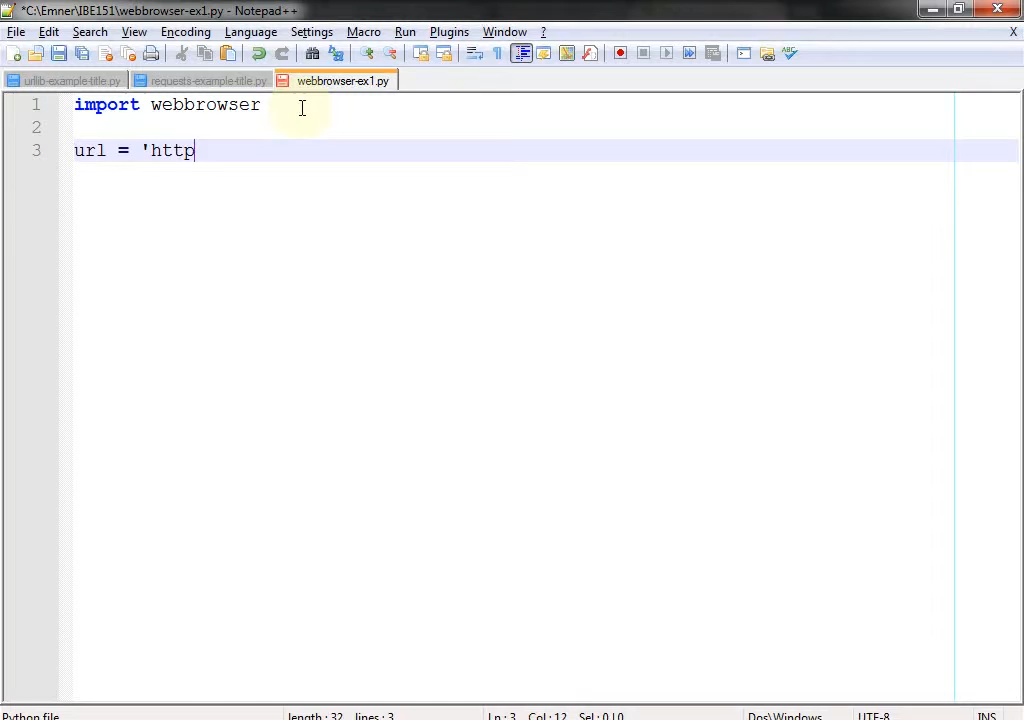 *C:\Emner\IBE151\webbrowser-ex1.py - Notepad++
File Edit Search View Encoding Language Settings Macro Run Plugins Window ? X
ABC
urllib-example-title.py requests-example-title.py webbrowser-ex1.py
1 import webbrowser
2
3 url = 'http
Python file length : 32 lines : 3 Ln : 3 Col : 12 Sel : 0 | 0 Dos\Windows UTF-8 INS